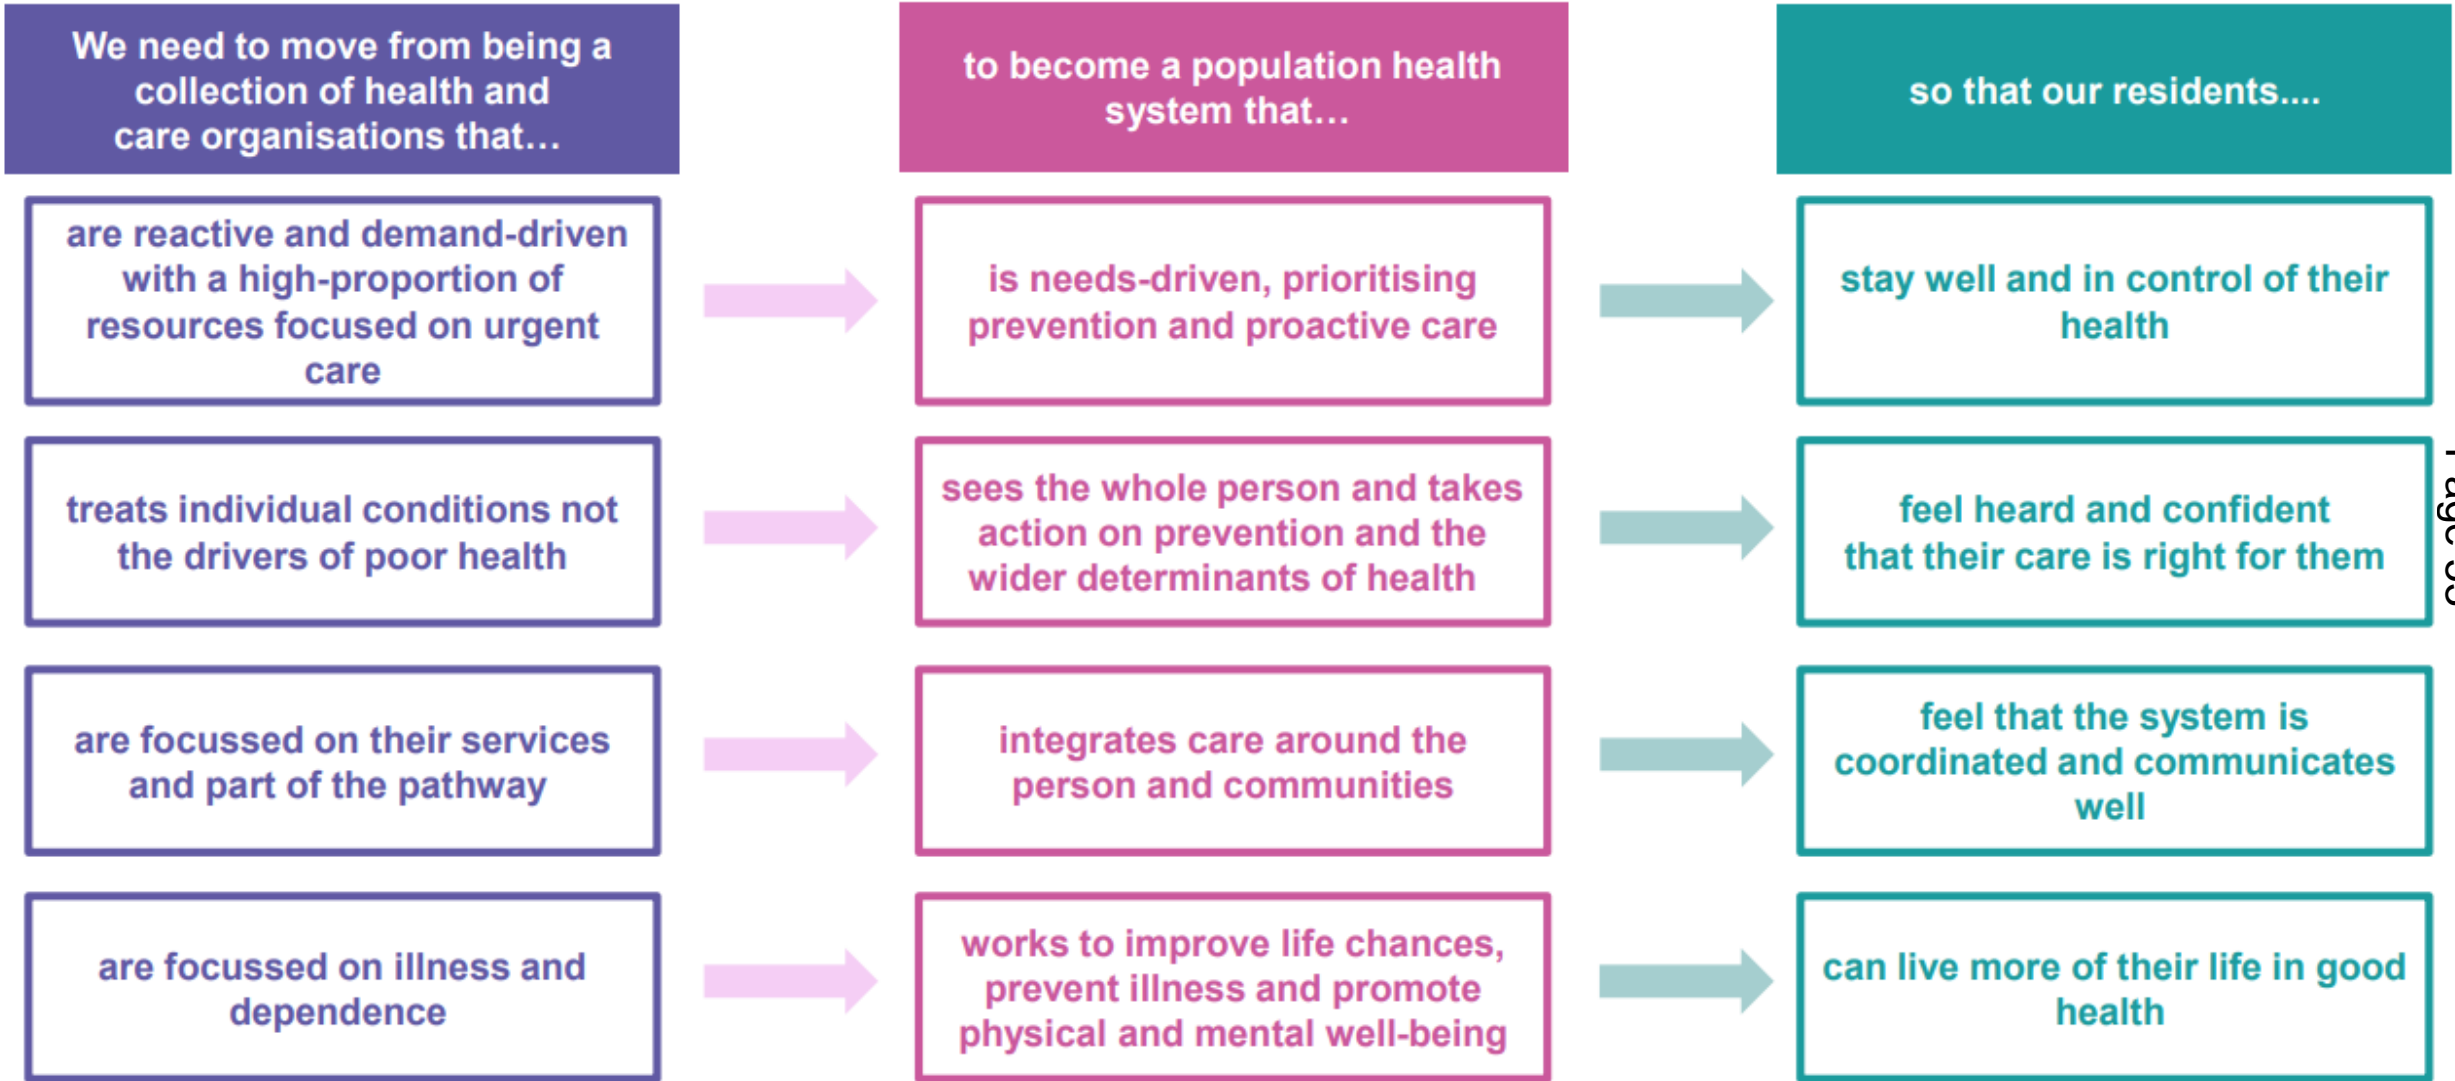 We need to move from being a
collection of health and
care organisations that...
to become a population health
system that...
so that our residents....
are reactive and demand-driven
with a high-proportion of
resources focused on urgent
care
is needs-driven, prioritising
prevention and proactive care
stay well and in control of their
health
treats individual conditions not
the drivers of poor health
sees the whole person and takes
action on prevention and the
wider determinants of health
feel heard and confident
that their care is right for them
are focussed on their services
and part of the pathway
integrates care around the
person and communities
feel that the system is
coordinated and communicates
well
are focussed on illness and
dependence
works to improve life chances,
prevent illness and promote
physical and mental well-being
can live more of their life in good
health
Page